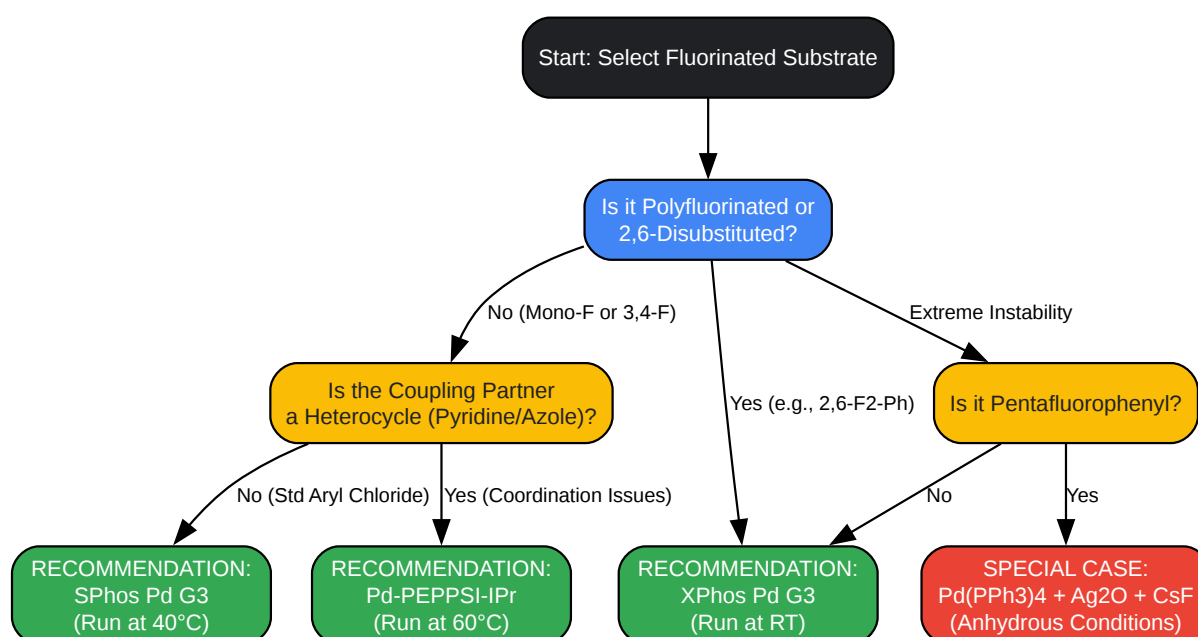 Start: Select Fluorinated Substrate
Is it Polyfluorinated or
2,6-Disubstituted?
No (Mono-F or 3,4-F)
Extreme Instability
Is the Coupling Partner
a Heterocycle (Pyridine/Azole)?
Yes (e.g., 2,6-F2-Ph)
Is it Pentafluorophenyl?
No (Std Aryl Chloride)
Yes (Coordination Issues)
No
Yes
RECOMMENDATION:
SPhos Pd G3
(Run at 40°C)
RECOMMENDATION:
Pd-PEPPSI-IPr
(Run at 60°C)
RECOMMENDATION:
XPhos Pd G3
(Run at RT)
SPECIAL CASE:
Pd(PPh3)4 + Ag2O + CsF
(Anhydrous Conditions)